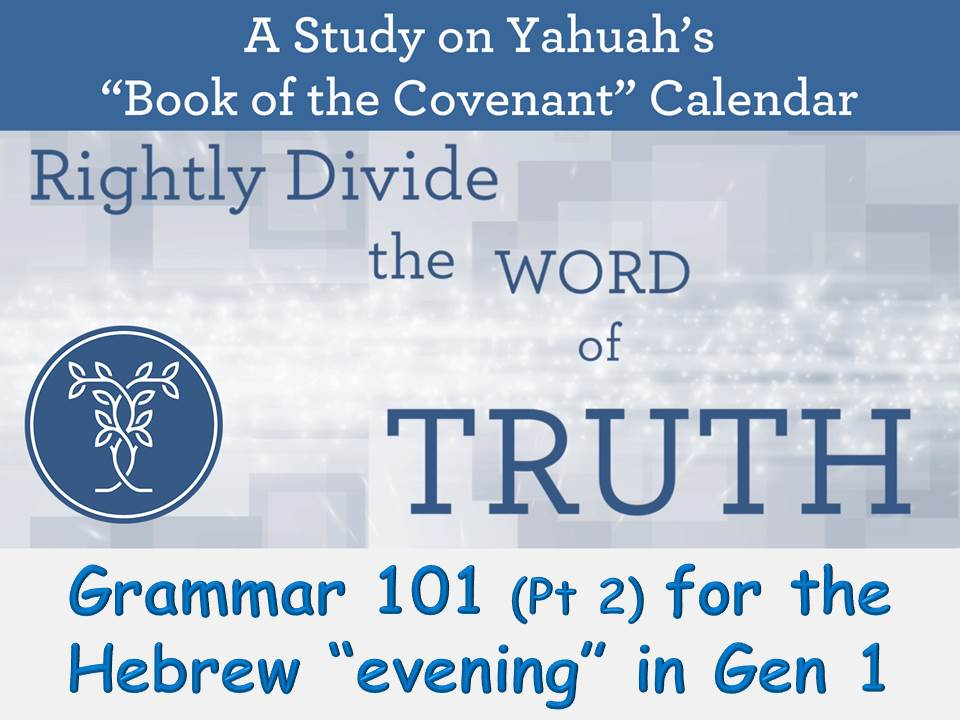 A Study on Yahuah’s
“Book of the Covenant” Calendar
Rightly Divide
the WORD
of
TRUTH
Grammar 101 (Pt 2) for the
Hebrew “evening” in Gen 1